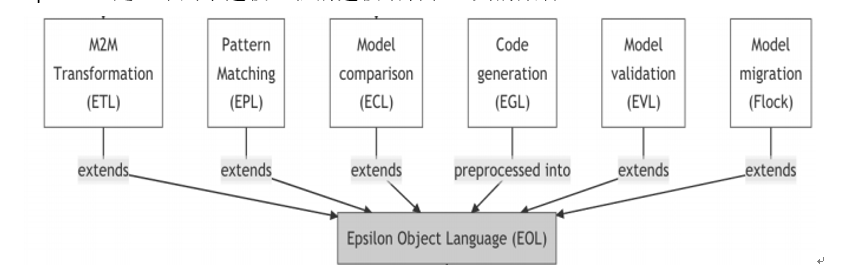 M2M
Transformation
(ETL)
Pattern
Matching
(EPL)
Model
comparison
(ECL)
Code
generation
(EGL)
Model
validation
(EVL)
Model
migration
(Flock)
extends
extends
extends
preprocessed into
extends
extends
Epsilon Object Language (EOL)